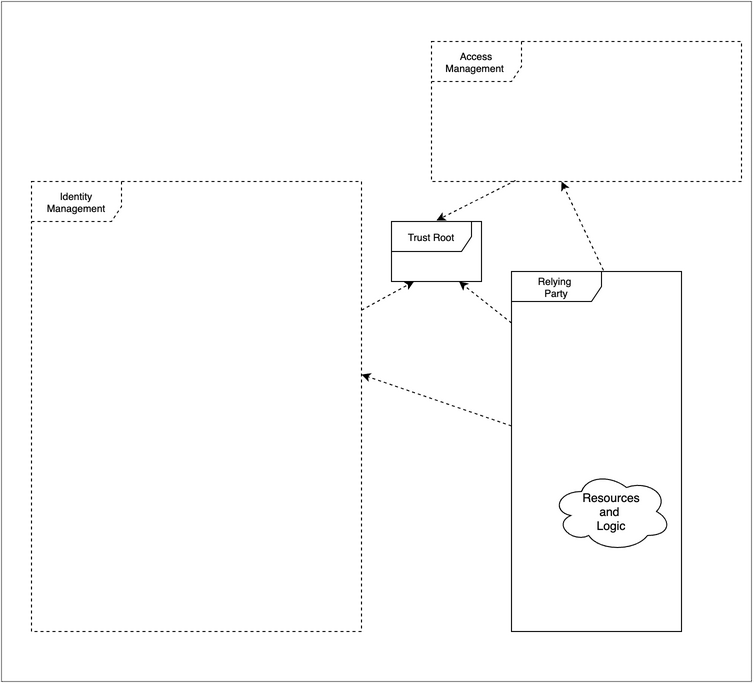 Access
Management
Identity
Management
Trust Root
Relying
Party
Resources
and
Logic